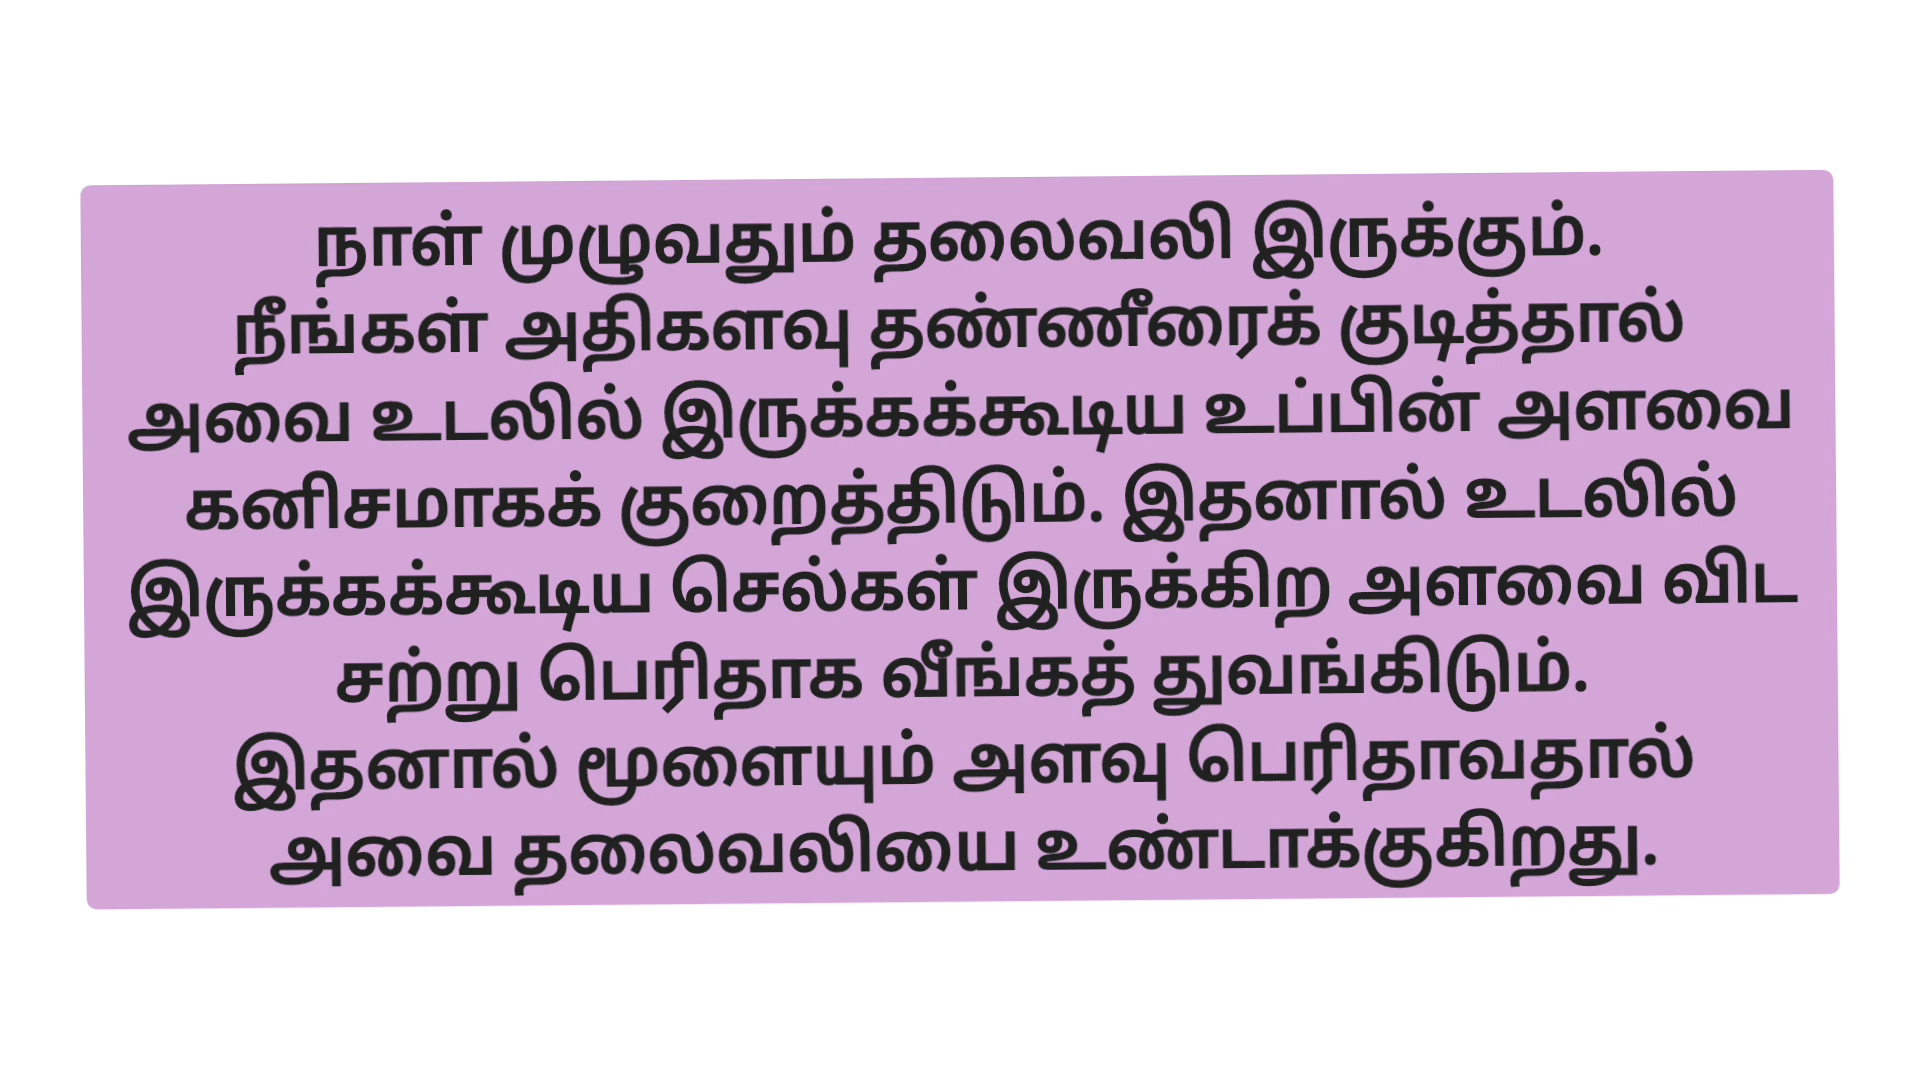 நாள் முழுவதும் தலைவலி இருக்கும்.
நீங்கள் அதிகளவு தண்ணீரைக் குடித்தால்
அவை உடலில் இருக்கக்கூடிய உப்பின் அளவை
கனிசமாகக் குறைத்திடும். இதனால் உடலில்
இருக்கக்கூடிய செல்கள் இருக்கிற அளவை விட
சற்று பெரிதாக வீங்கத் துவங்கிடும்.
இதனால் மூளையும் அளவு பெரிதாவதால்
அவை தலைவலியை உண்டாக்குகிறது.